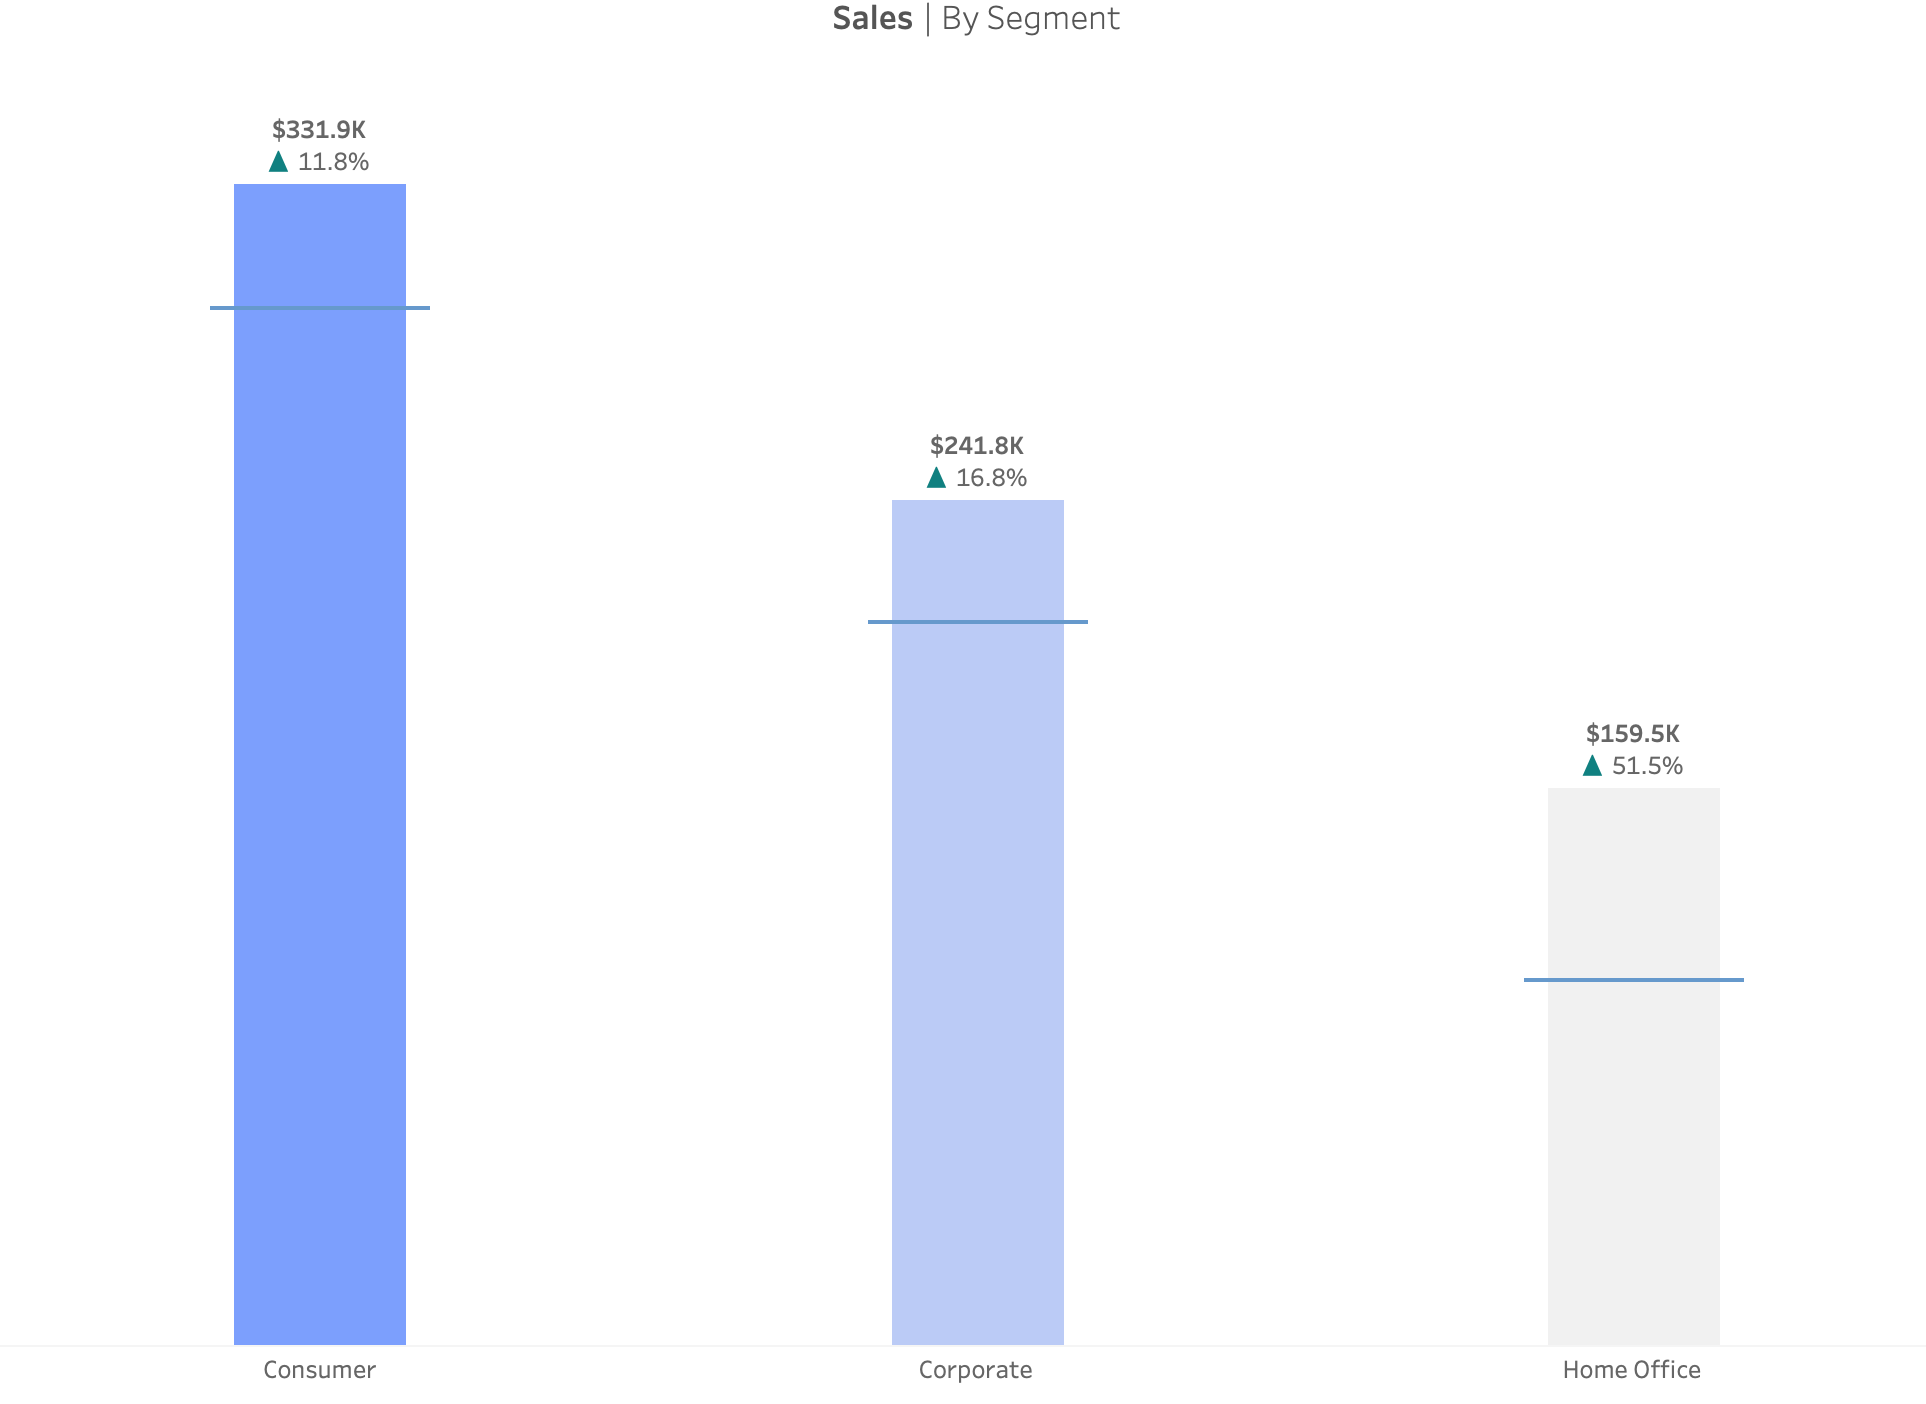 Sales | By Segment
$331.9K
▲ 11.8%
$241.8K
▲ 16.8%
$159.5K
▲ 51.5%
Consumer
Corporate
Home Office